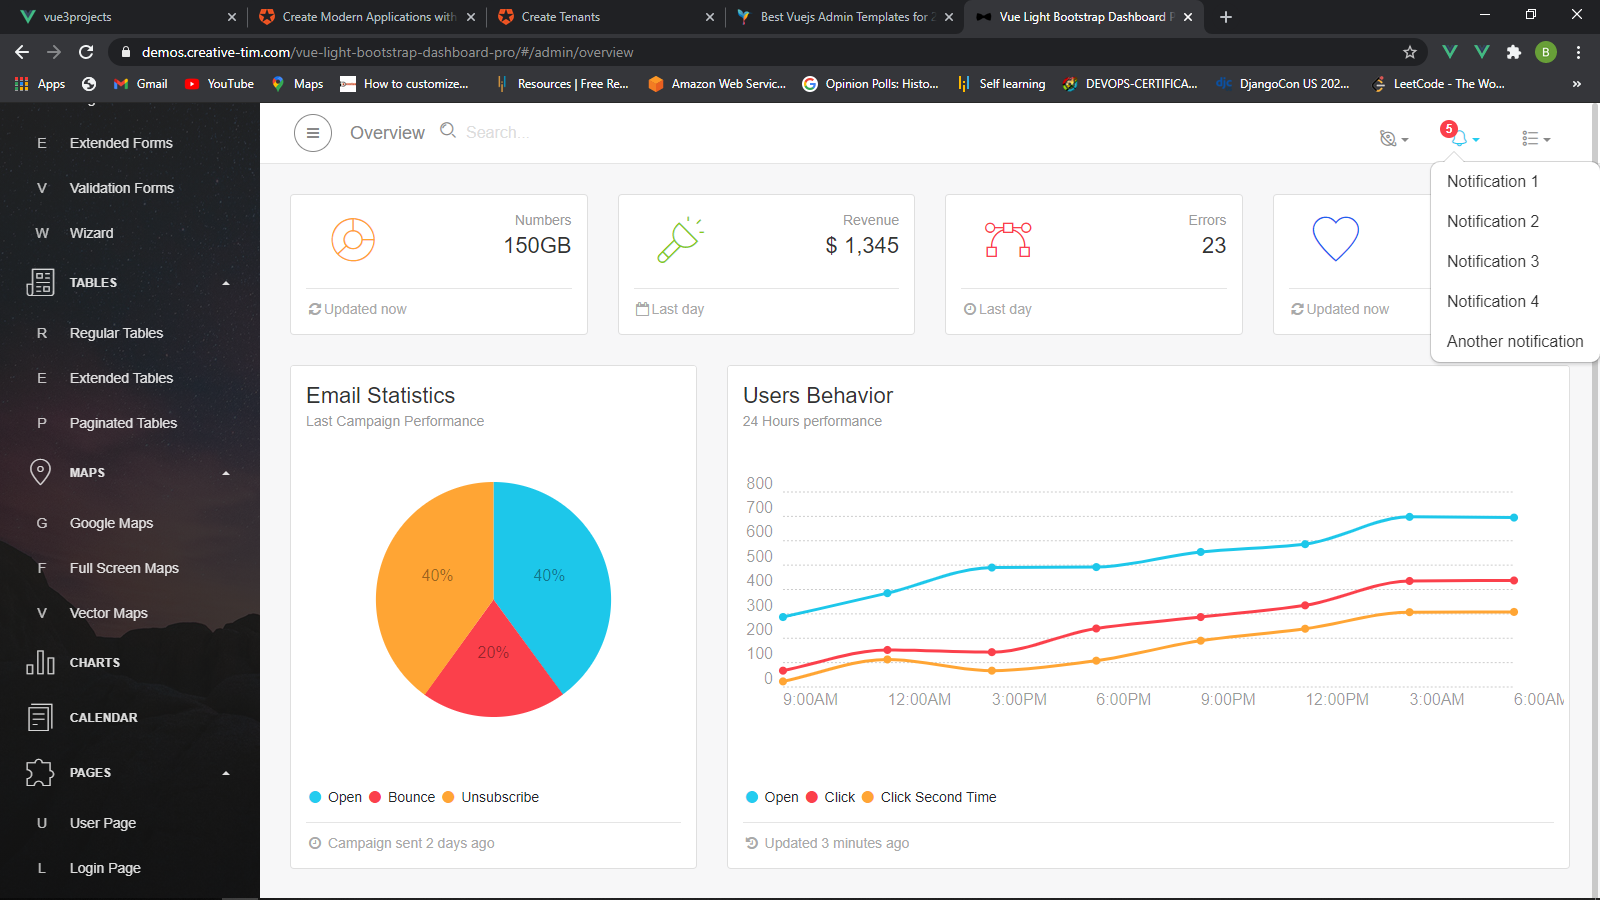 vue3projects
Create Modern Applications with
Create Tenants
Best Vuejs Admin Templates for 2
Vue Light Bootstrap Dashboard P
demos.creative-tim.com/vue-light-bootstrap-dashboard-pro/#/admin/overview
B
Apps
Gmail
YouTube
Maps
How to customize...
Resources | Free Re...
Amazon Web Servic...
Opinion Polls: Histo...
Self learning
DEVOPS-CERTIFICA...
djc
DjangoCon US 202...
LeetCode - The Wo...
»
E Extended Forms
V Validation Forms
W Wizard
TABLES
R Regular Tables
E Extended Tables
P Paginated Tables
MAPS
G Google Maps
F Full Screen Maps
V Vector Maps
CHARTS
CALENDAR
PAGES
U User Page
L Login Page
Overview
Search...
5
Notification 1
Notification 2
Notification 3
Notification 4
Another notification
Numbers
150GB
Updated now
Revenue
$ 1,345
Last day
Errors
23
Last day
Updated now
Email Statistics
Last Campaign Performance
40%
40%
20%
Open Bounce Unsubscribe
Campaign sent 2 days ago
Users Behavior
24 Hours performance
800
700
600
500
400
300
200
100
0
9:00AM 12:00AM 3:00PM 6:00PM 9:00PM 12:00PM 3:00AM 6:00AM
Open Click Click Second Time
Updated 3 minutes ago